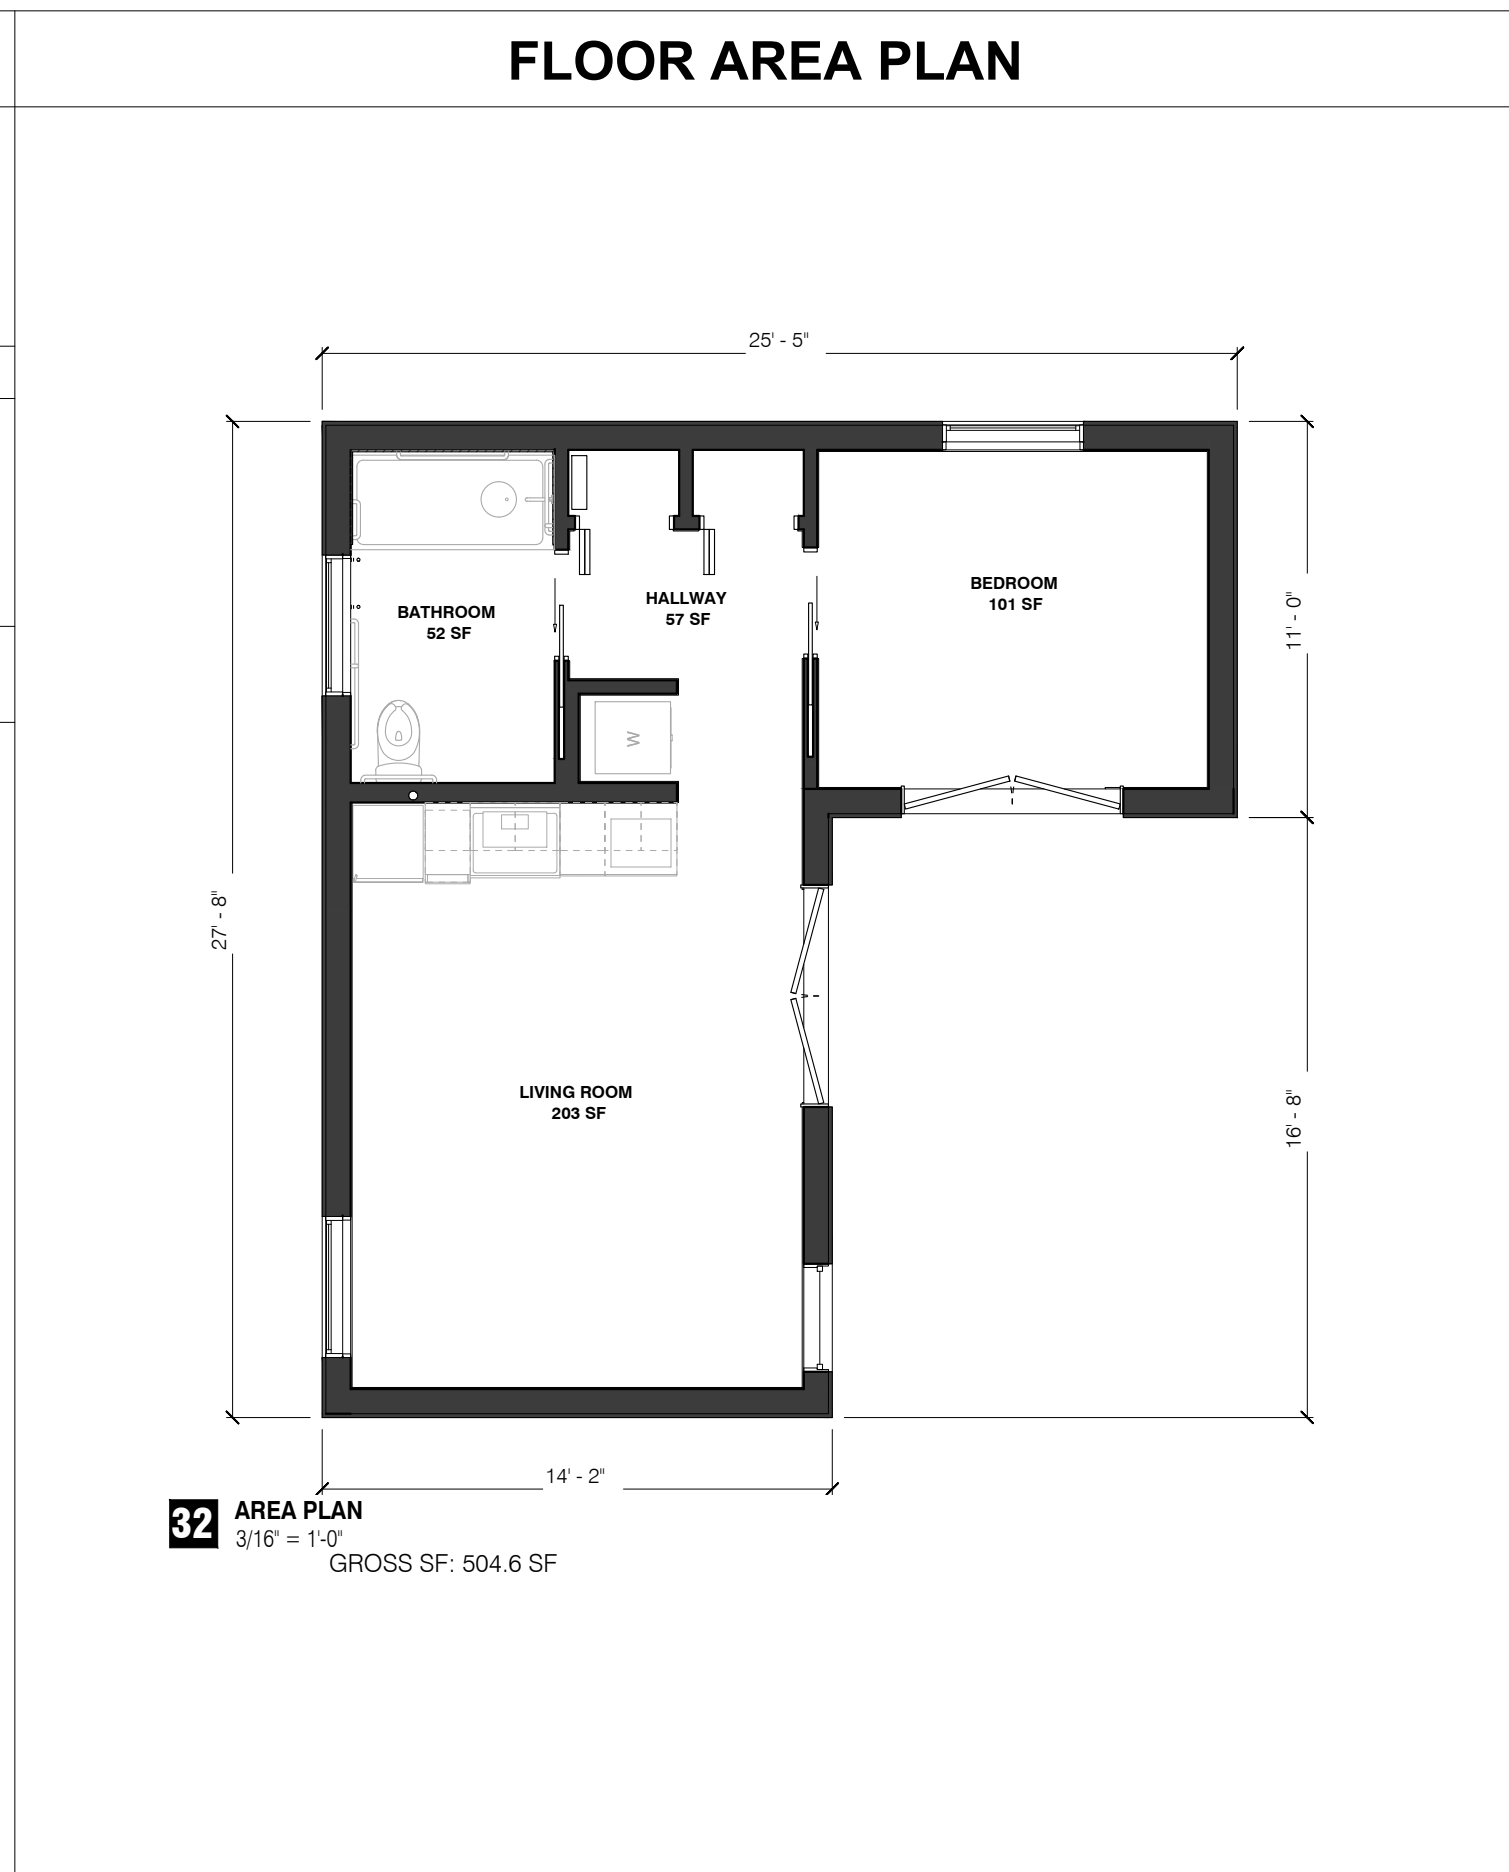 FLOOR AREA PLAN
25' - 5"
BEDROOM
101 SF
HALLWAY
57 SF
BATHROOM
52 SF
11' - 0"
W
27' - 8"
LIVING ROOM
203 SF
16' - 8"
14' - 2"
32 AREA PLAN
3/16" = 1'-0"
GROSS SF: 504.6 SF